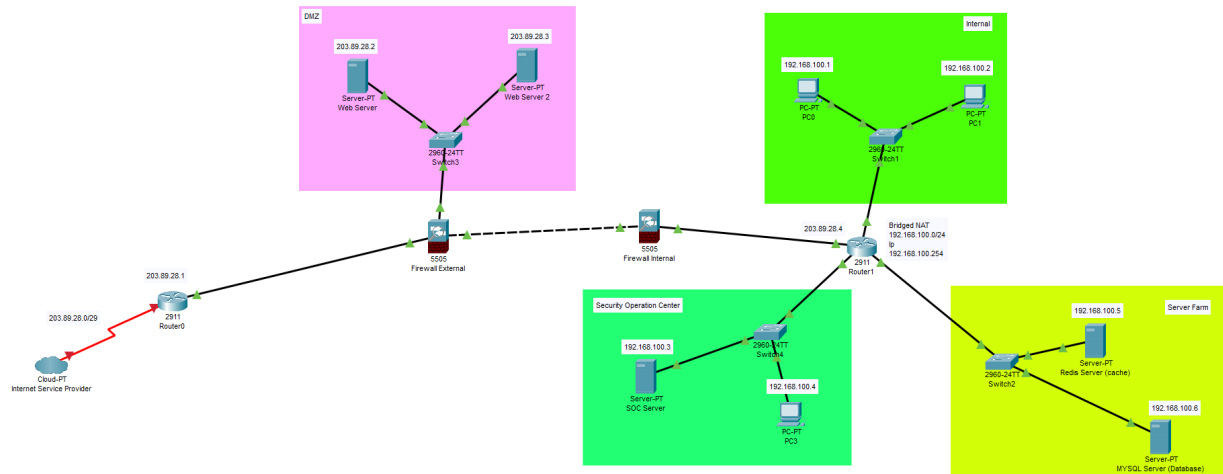 DMZ
203.89.28.2
203.89.28.3
Server-PT
Web Server
Server-PT
Web Server 2
2960-24TT
Switch3
Internal
192.168.100.1
192.168.100.2
PC-PT
PC0
PC-PT
PC1
2960-24TT
Switch1
5505
Firewall External
5505
Firewall Internal
203.89.28.4
Bridged NAT
192.168.100.0/24
Ip
192.168.100.254
2911
Router1
203.89.28.1
2911
Router0
203.89.28.0/29
Cloud-PT
Internet Service Provider
Security Operation Center
2960-24TT
Switch4
192.168.100.3
Server-PT
SOC Server
192.168.100.4
PC-PT
PC3
Server Farm
192.168.100.5
Server-PT
Redis Server (cache)
2960-24TT
Switch2
192.168.100.6
Server-PT
MYSQL Server (Database)